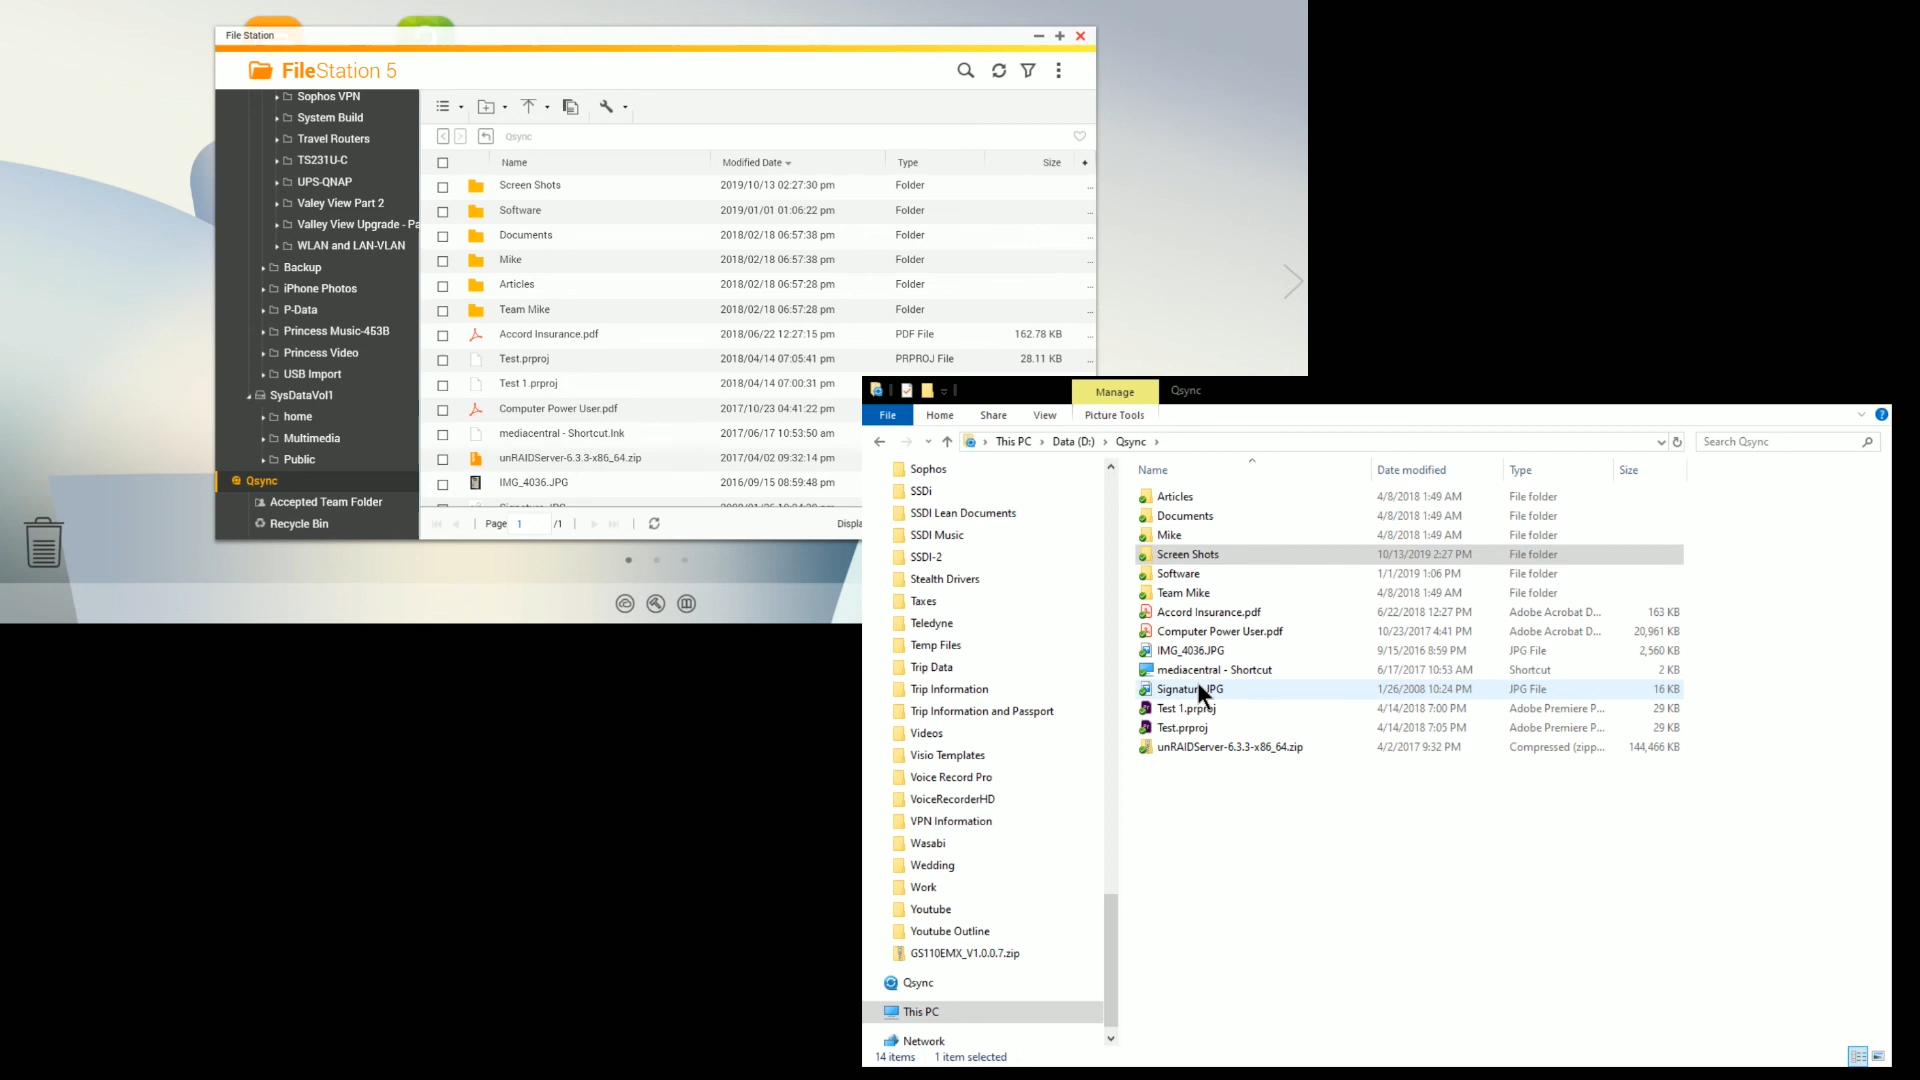 File Station
FileStation 5
Sophos VPN
System Build
Travel Routers
TS231U-C
UPS-QNAP
Valey View Part 2
Valley View Upgrade - Pa
WLAN and LAN-VLAN
Backup
iPhone Photos
P-Data
Princess Music-453B
Princess Video
USB Import
SysDataVol1
home
Multimedia
Public
Qsync
Accepted Team Folder
Recycle Bin
Qsync
Name Modified Date Type Size
Screen Shots 2019/10/13 02:27:30 pm Folder ...
Software 2019/01/01 01:06:22 pm Folder ...
Documents 2018/02/18 06:57:38 pm Folder ...
Mike 2018/02/18 06:57:38 pm Folder ...
Articles 2018/02/18 06:57:28 pm Folder ...
Team Mike 2018/02/18 06:57:28 pm Folder ...
Accord Insurance.pdf 2018/06/22 12:27:15 pm PDF File 162.78 KB ...
Test.prproj 2018/04/14 07:05:41 pm PRPROJ File 28.11 KB ...
Test 1.prproj 2018/04/14 07:00:31 pm
Computer Power User.pdf 2017/10/23 04:41:22 pm
mediacentral - Shortcut.lnk 2017/06/17 10:53:50 am
unRAIDServer-6.3.3-x86_64.zip 2017/04/02 09:32:14 pm
IMG_4036.JPG 2016/09/15 08:59:48 pm
Page 1 /1 Displa
Manage Qsync
File Home Share View Picture Tools
This PC Data (D:) Qsync Search Qsync
Sophos
SSDi
SSDI Lean Documents
SSDI Music
SSDI-2
Stealth Drivers
Taxes
Teledyne
Temp Files
Trip Data
Trip Information
Trip Information and Passport
Videos
Visio Templates
Voice Record Pro
VoiceRecorderHD
VPN Information
Wasabi
Wedding
Work
Youtube
Youtube Outline
GS110EMX_V1.0.0.7.zip
Qsync
This PC
Network
Name Date modified Type Size
Articles 4/8/2018 1:49 AM File folder
Documents 4/8/2018 1:49 AM File folder
Mike 4/8/2018 1:49 AM File folder
Screen Shots 10/13/2019 2:27 PM File folder
Software 1/1/2019 1:06 PM File folder
Team Mike 4/8/2018 1:49 AM File folder
Accord Insurance.pdf 6/22/2018 12:27 PM Adobe Acrobat D... 163 KB
Computer Power User.pdf 10/23/2017 4:41 PM Adobe Acrobat D... 20,961 KB
IMG_4036.JPG 9/15/2016 8:59 PM JPG File 2,560 KB
mediacentral - Shortcut 6/17/2017 10:53 AM Shortcut 2 KB
Signature.JPG 1/26/2008 10:24 PM JPG File 16 KB
Test 1.prproj 4/14/2018 7:00 PM Adobe Premiere P... 29 KB
Test.prproj 4/14/2018 7:05 PM Adobe Premiere P... 29 KB
unRAIDServer-6.3.3-x86_64.zip 4/2/2017 9:32 PM Compressed (zipp... 144,466 KB
14 items 1 item selected